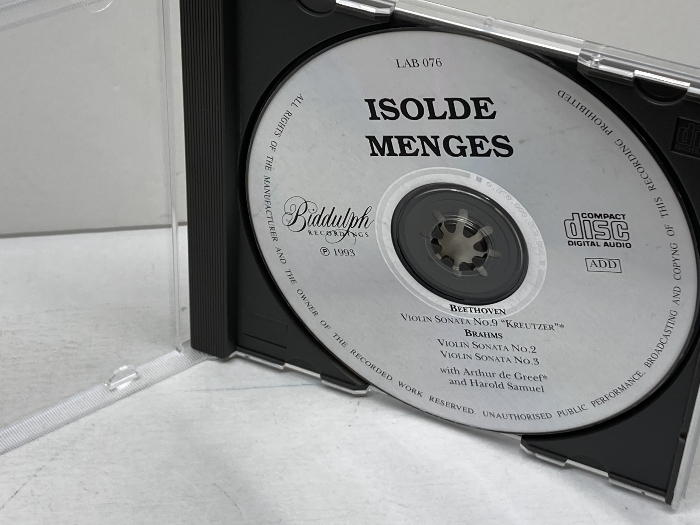 LAB 076
ISOLDE
MENGES
Biddulph
RECORDINGS
℗ 1993
COMPACT
disc
DIGITAL AUDIO
ADD
BEETHOVEN
VIOLIN SONATA NO.9 "KREUTZER"*
BRAHMS
VIOLIN SONATA NO.2
VIOLIN SONATA NO.3
with Arthur de Greef*
and Harold Samuel
ALL RIGHTS OF THE MANUFACTURER AND THE OWNER OF THE RECORDED WORK RESERVED. UNAUTHORISED PUBLIC PERFORMANCE, BROADCASTING AND COPYNG OF THIS RECORDING PROHIBITED